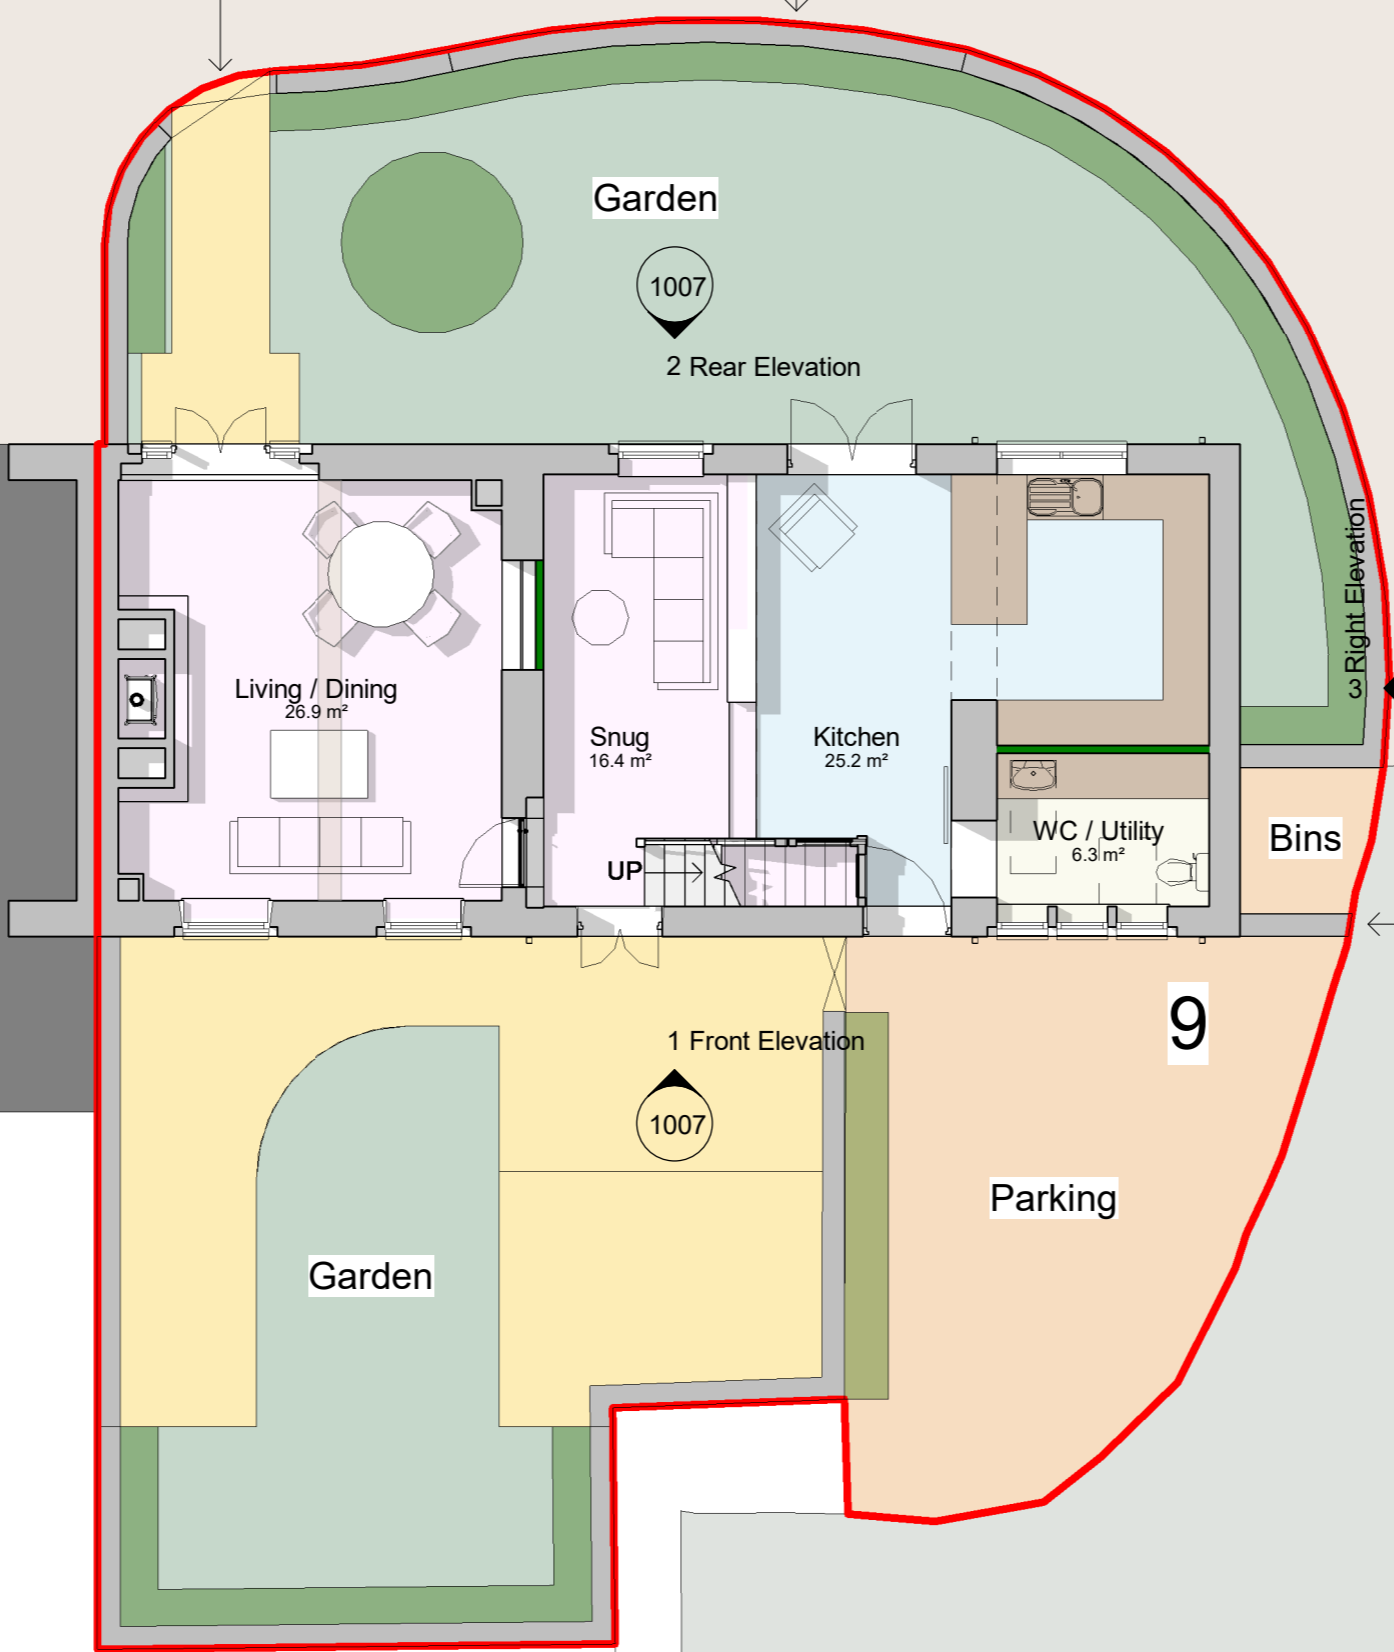 Garden
1007
2 Rear Elevation
3 Right Elevation
Living / Dining
26.9 m²
Snug
16.4 m²
Kitchen
25.2 m²
WC / Utility
6.3 m²
Bins
UP
9
1 Front Elevation
1007
Parking
Garden